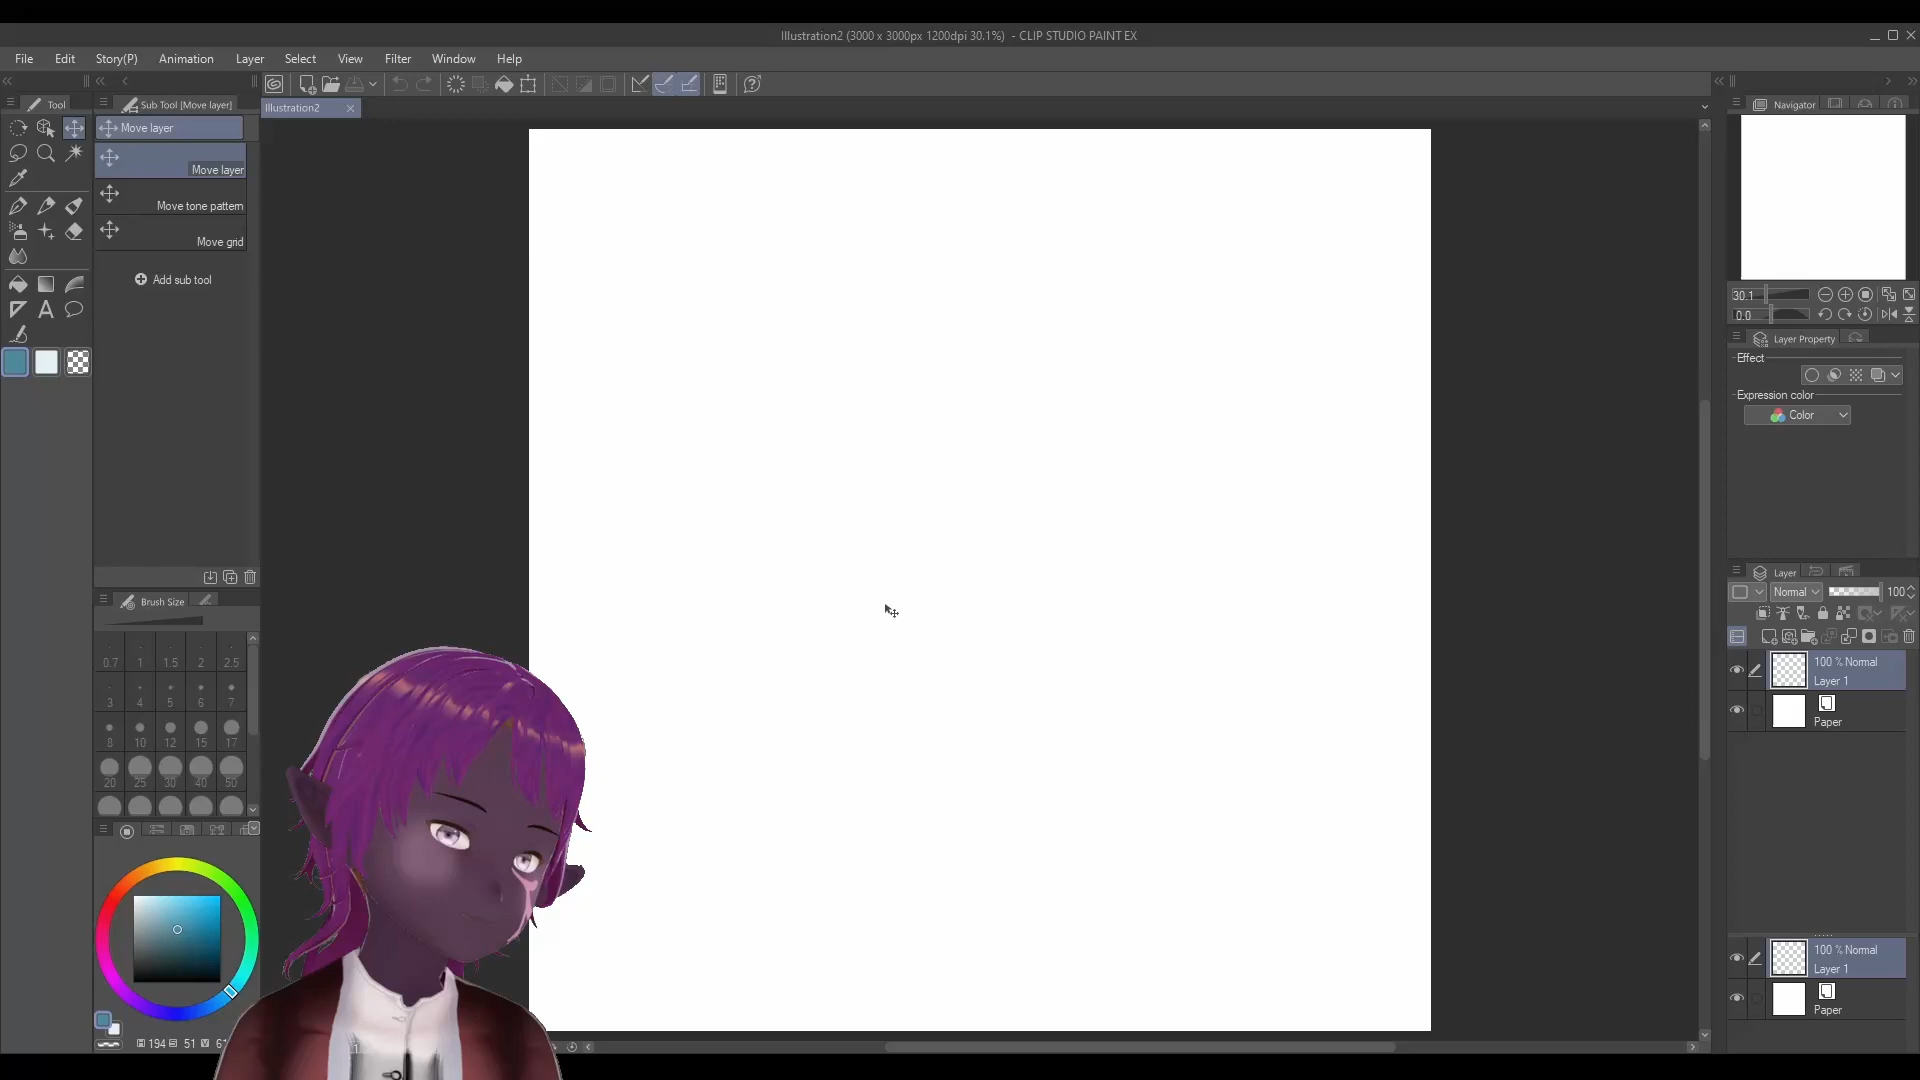 Illustration2 (3000 x 3000px 1200dpi 30.1%) - CLIP STUDIO PAINT EX
File Edit Story(P) Animation Layer Select View Filter Window Help
Tool
Sub Tool [Move layer]
Illustration2
Navigator
Move layer
Move layer
Move tone pattern
Move grid
Add sub tool
30.1
0.0
Layer Property
Effect
Expression color
Color
Layer
Normal 100
Brush Size
0.7 1 1.5 2 2.5
3 4 5 6 7
8 10 12 15 17
20 25 30 40 50
100 % Normal
Layer 1
Paper
100 % Normal
Layer 1
Paper
H 194 S 51 V